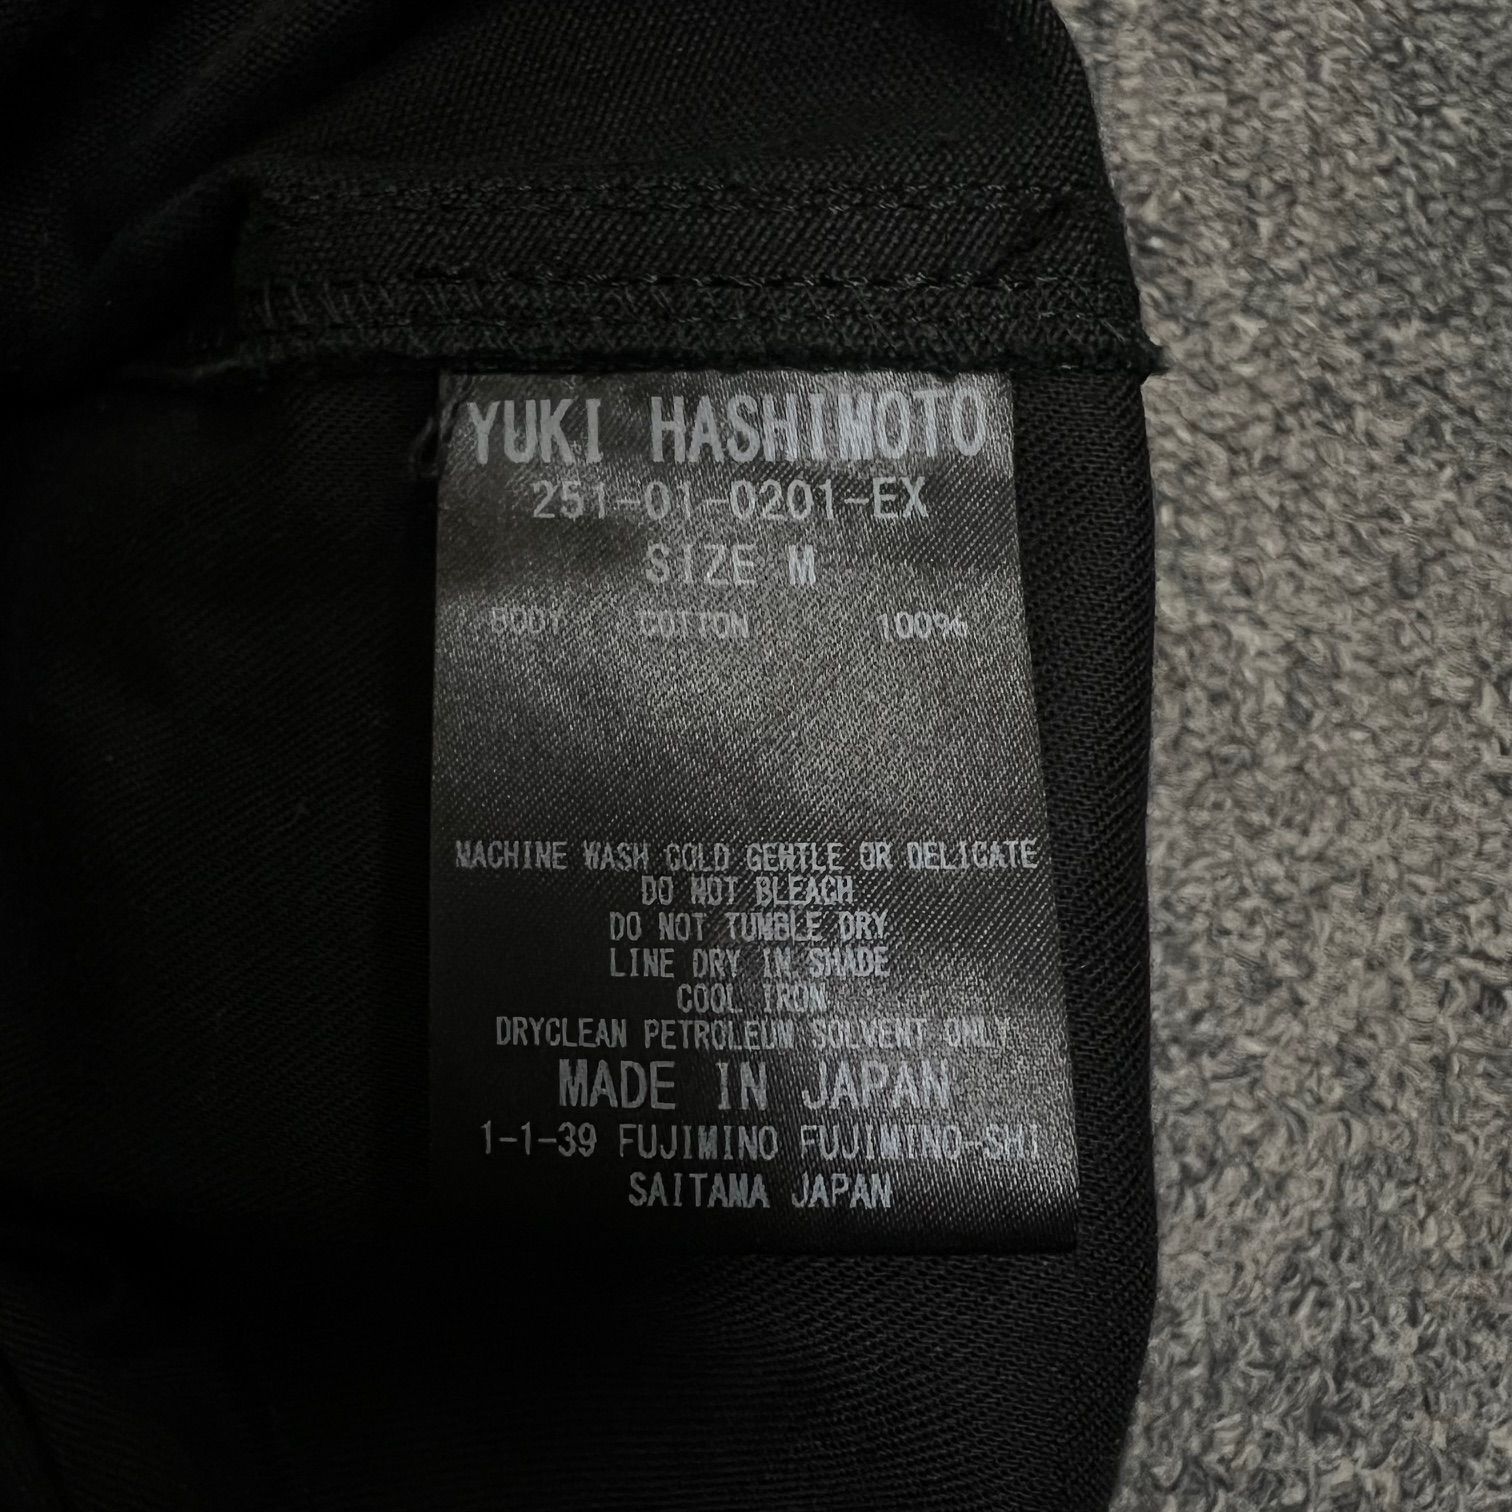 YUKI HASHIMOTO
251-01-0201-EX
SIZE M
BODY COTTON 100%
MACHINE WASH COLD GENTLE OR DELICATE
DO NOT BLEACH
DO NOT TUMBLE DRY
LINE DRY IN SHADE
COOL IRON
DRYCLEAN PETROLEUM SOLVENT ONLY
MADE IN JAPAN
1-1-39 FUJIMINO FUJIMINO-SHI
SAITAMA JAPAN